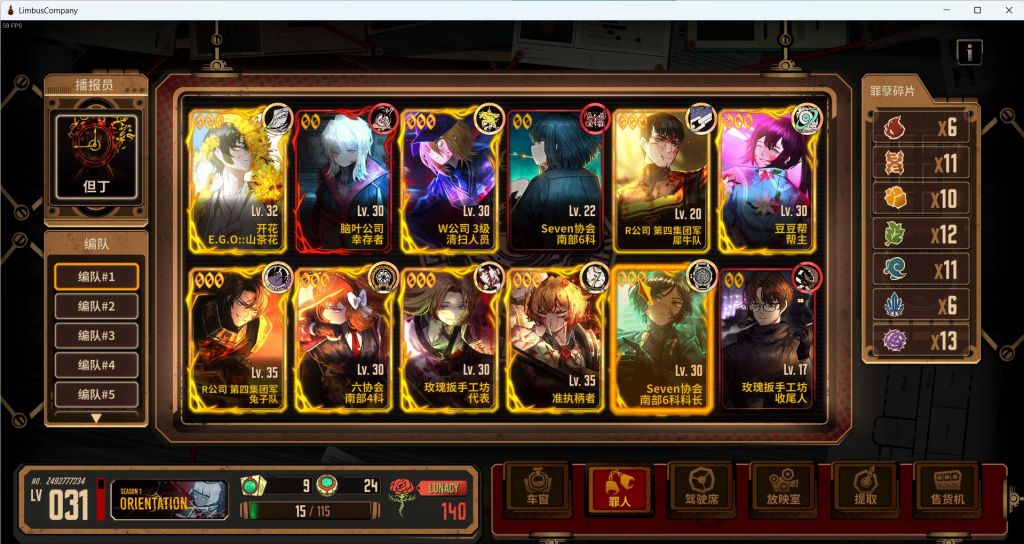 LimbusCompany
59 FPS
播报员
但丁
编队
编队#1
编队#2
编队#3
编队#4
编队#5
Lv. 32
开花
E.G.O::山茶花
Lv. 30
脑叶公司
幸存者
Lv. 30
W公司 3级
清扫人员
Lv. 22
Seven协会
南部6科
Lv. 20
R公司 第四集团军
犀牛队
Lv. 30
豆豆帮
帮主
Lv. 35
R公司 第四集团军
兔子队
Lv. 30
六协会
南部4科
Lv. 30
玫瑰扳手工坊
代表
Lv. 35
准执柄者
Lv. 30
Seven协会
南部6科科长
Lv. 17
玫瑰扳手工坊
收尾人
罪孽碎片
x6
x11
x10
x12
x11
x6
x13
NO. Z492777234
LV 031
SEASON 1
ORIENTATION
9
24
15 / 115
LUNACY
140
车窗
罪人
驾驶席
放映室
提取
售货机